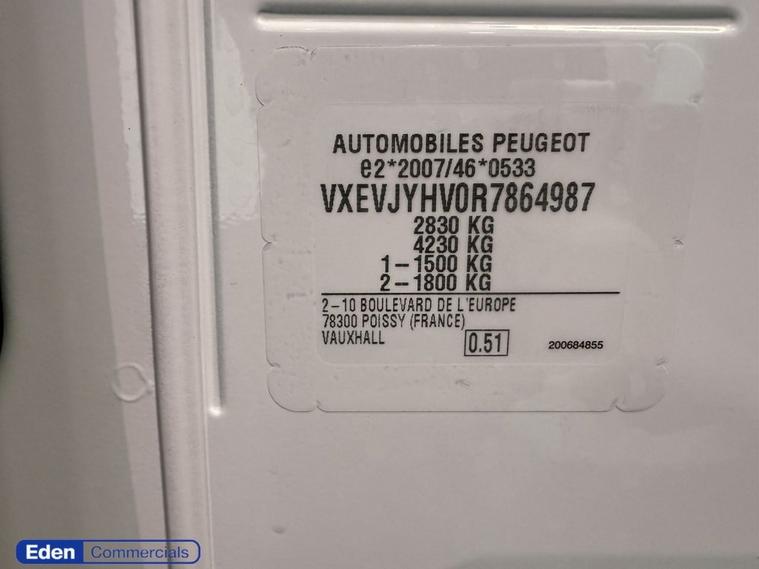 AUTOMOBILES PEUGEOT
e2*2007/46*0533
VXEVJYHV0R7864987
2830 KG
4230 KG
1-1500 KG
2-1800 KG
2-10 BOULEVARD DE L'EUROPE
78300 POISSY (FRANCE)
VAUXHALL
0.51
200684855
Eden Commercials